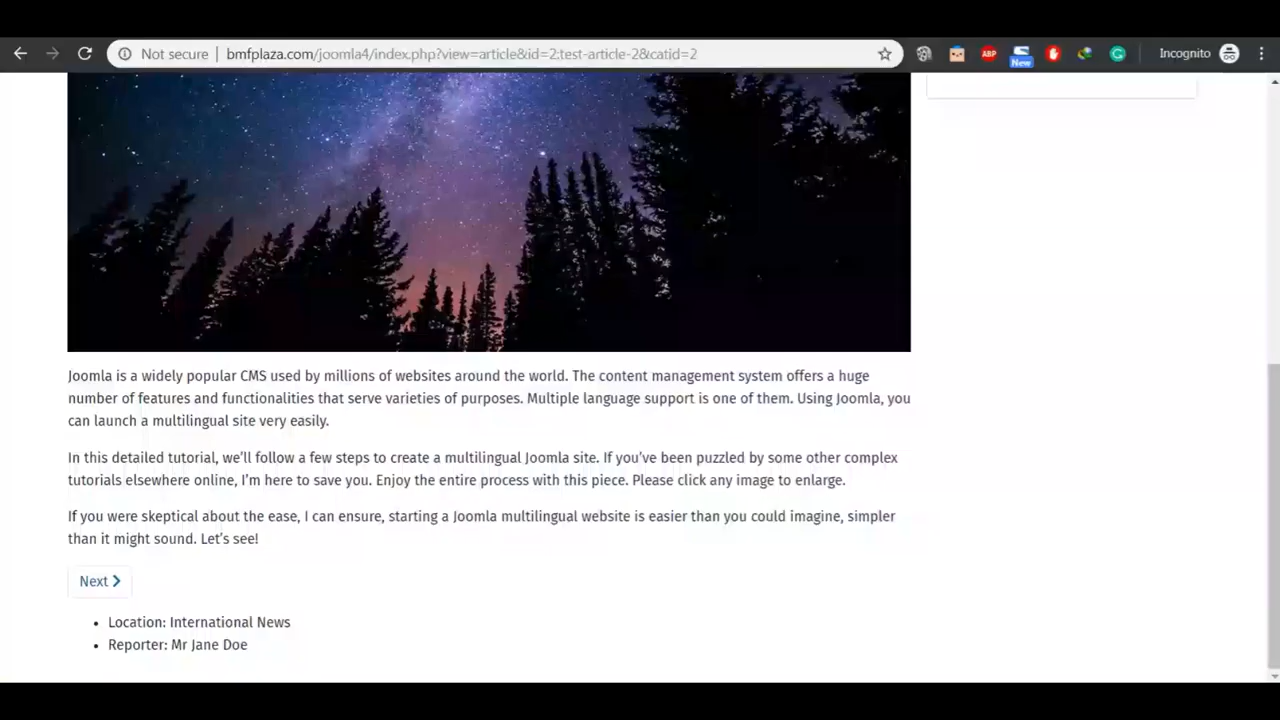 Not secure
bmfplaza.com/joomla4/index.php?view=article&id=2:test-article-2&catid=2
ABP
New
Incognito
Joomla is a widely popular CMS used by millions of websites around the world. The content management system offers a huge
number of features and functionalities that serve varieties of purposes. Multiple language support is one of them. Using Joomla, you
can launch a multilingual site very easily.
In this detailed tutorial, we’ll follow a few steps to create a multilingual Joomla site. If you’ve been puzzled by some other complex
tutorials elsewhere online, I’m here to save you. Enjoy the entire process with this piece. Please click any image to enlarge.
If you were skeptical about the ease, I can ensure, starting a Joomla multilingual website is easier than you could imagine, simpler
than it might sound. Let’s see!
Next
Location: International News
Reporter: Mr Jane Doe